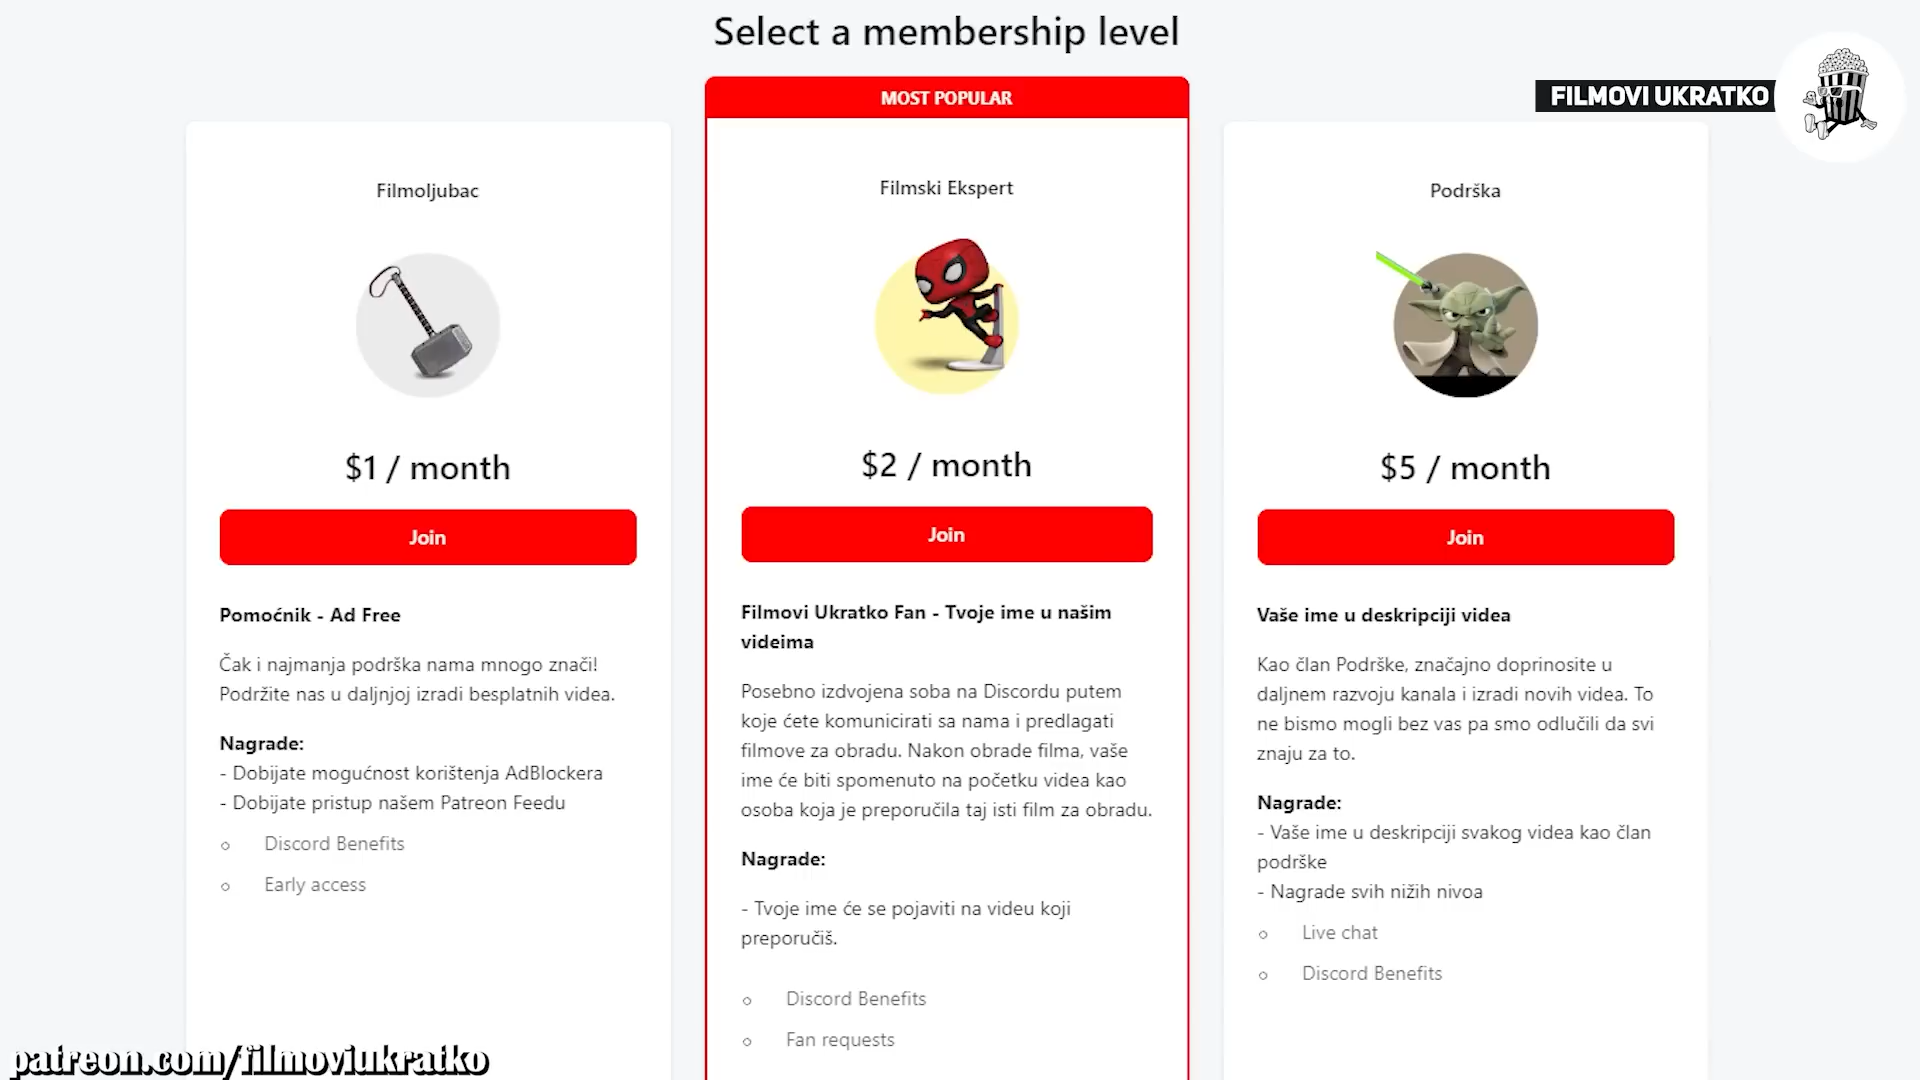 Select a membership level
FILMOVI UKRATKO
Filmoljubac
$1 / month
Join
Pomoćnik - Ad Free
Čak i najmanja podrška nama mnogo znači!
Podržite nas u daljnjoj izradi besplatnih videa.
Nagrade:
- Dobijate mogućnost korištenja AdBlockera
- Dobijate pristup našem Patreon Feedu
Discord Benefits
Early access
MOST POPULAR
Filmski Ekspert
$2 / month
Join
Filmovi Ukratko Fan - Tvoje ime u našim
videima
Posebno izdvojena soba na Discordu putem
koje ćete komunicirati sa nama i predlagati
filmove za obradu. Nakon obrade filma, vaše
ime će biti spomenuto na početku videa kao
osoba koja je preporučila taj isti film za obradu.
Nagrade:
- Tvoje ime će se pojaviti na videu koji
preporučiš.
Discord Benefits
Fan requests
Podrška
$5 / month
Join
Vaše ime u deskripciji videa
Kao član Podrške, značajno doprinosite u
daljnem razvoju kanala i izradi novih videa. To
ne bismo mogli bez vas pa smo odlučili da svi
znaju za to.
Nagrade:
- Vaše ime u deskripciji svakog videa kao član
podrške
- Nagrade svih nižih nivoa
Live chat
Discord Benefits
patreon.com/filmoviukratko